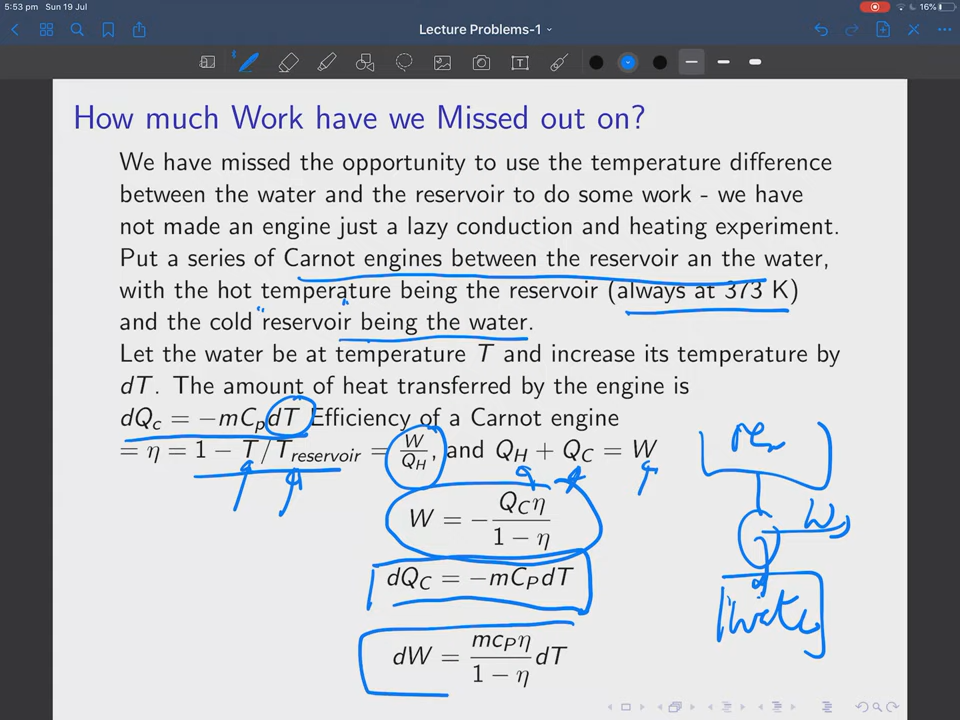 5:53 pm Sun 19 Jul
16%
Lecture Problems-1
T
How much Work have we Missed out on?
We have missed the opportunity to use the temperature difference
between the water and the reservoir to do some work - we have
not made an engine just a lazy conduction and heating experiment.
Put a series of Carnot engines between the reservoir an the water,
with the hot temperature being the reservoir (always at 373 K)
and the cold reservoir being the water.
Let the water be at temperature T and increase its temperature by
dT. The amount of heat transferred by the engine is
dQ_c = −mC_p dT Efficiency of a Carnot engine
= η = 1 − T/T_reservoir = W/Q_H, and Q_H + Q_C = W
res
W = − Q_C η / 1 − η
W
dQ_C = −mC_P dT
water
dW = mc_P η / 1 − η dT